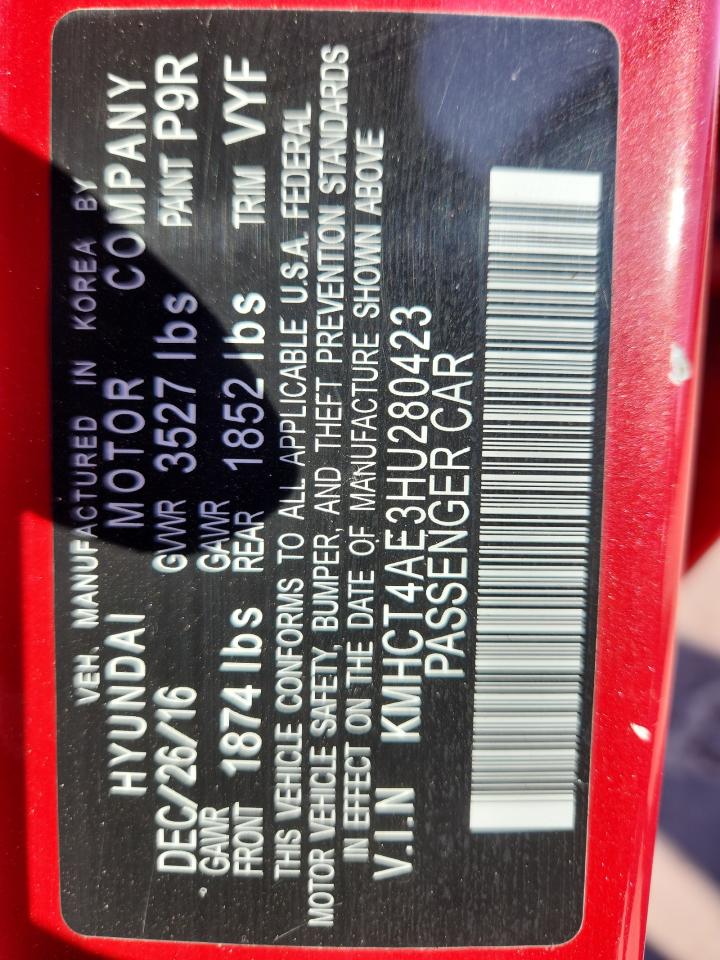 VEH. MANUFACTURED IN KOREA BY
HYUNDAI MOTOR COMPANY
DEC/26/16 GVWR 3527 lbs PAINT P9R
GAWR FRONT 1874 lbs GAWR REAR 1852 lbs TRIM VYF
THIS VEHICLE CONFORMS TO ALL APPLICABLE U.S.A. FEDERAL
MOTOR VEHICLE SAFETY, BUMPER, AND THEFT PREVENTION STANDARDS
IN EFFECT ON THE DATE OF MANUFACTURE SHOWN ABOVE
V.I.N KMHCT4AE3HU280423
PASSENGER CAR